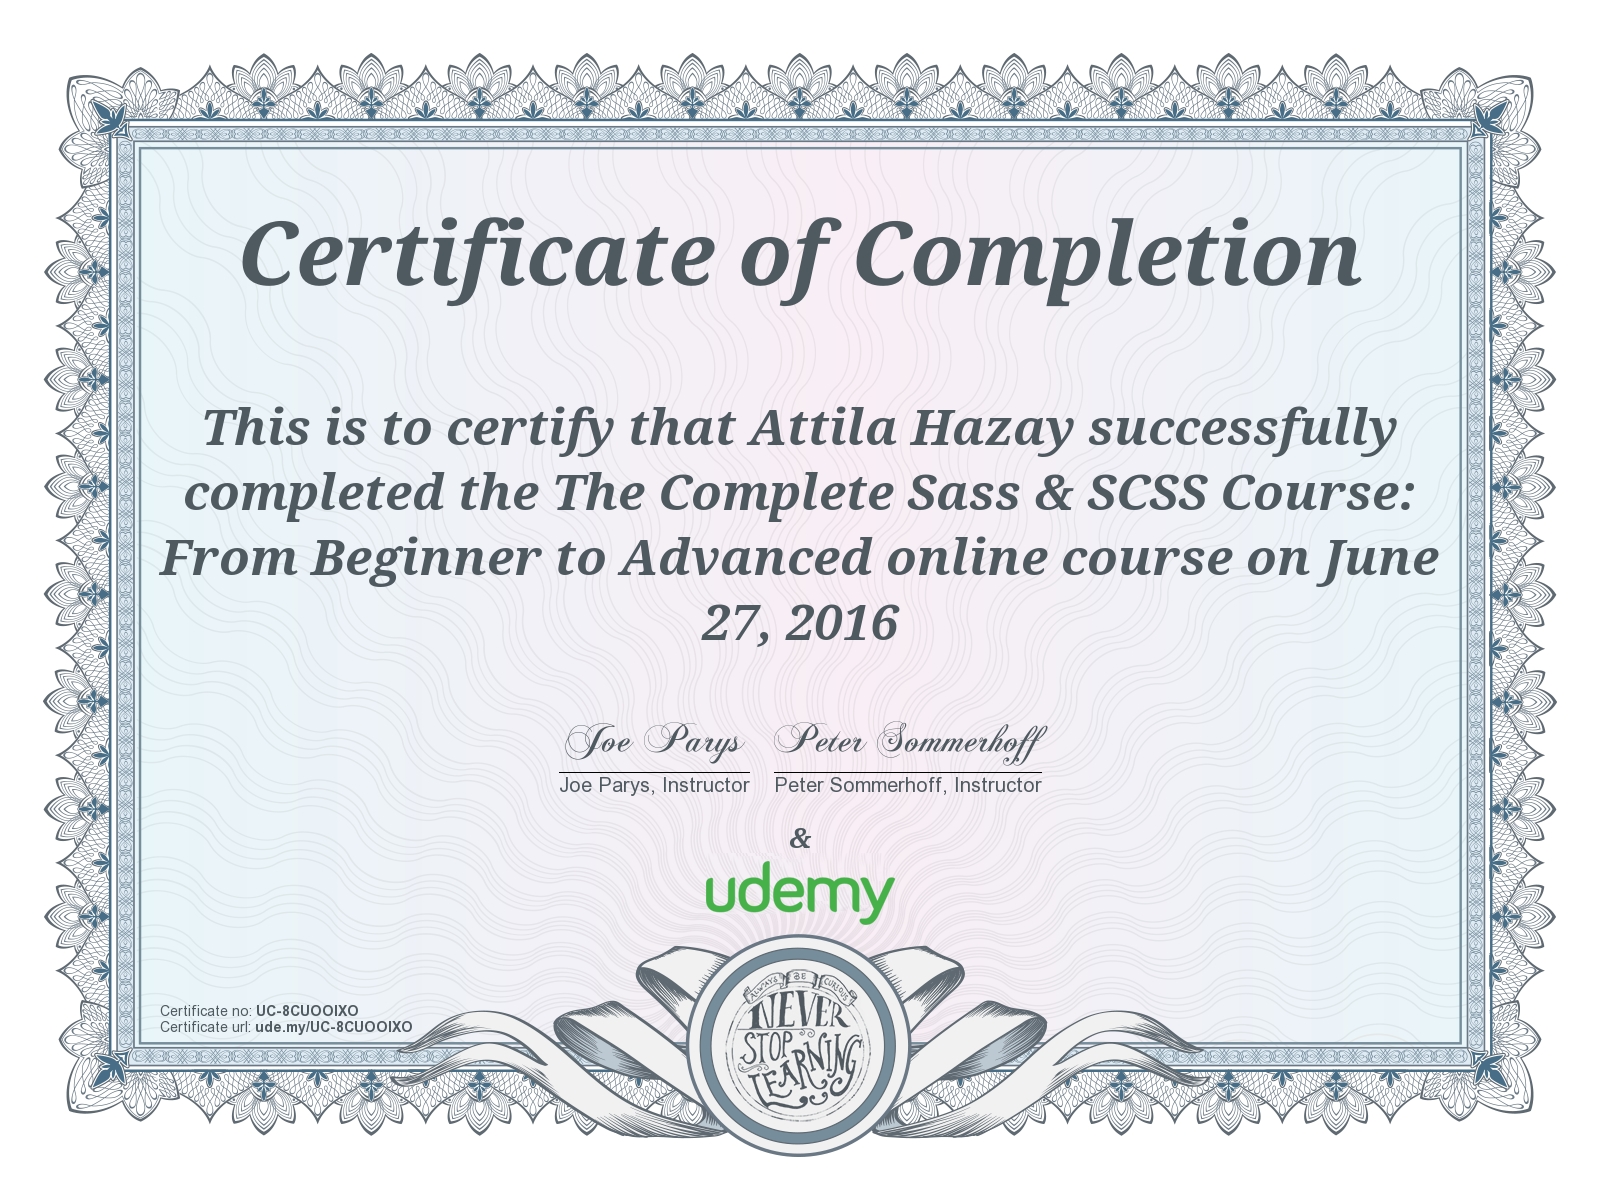 Certificate of Completion
This is to certify that Attila Hazay successfully
completed the The Complete Sass & SCSS Course:
From Beginner to Advanced online course on June
27, 2016
Joe Parys Peter Sommerhoff
Joe Parys, Instructor Peter Sommerhoff, Instructor
&
udemy
Certificate no: UC-8CUOOIXO
Certificate url: ude.my/UC-8CUOOIXO
ALWAYS BE CURIOUS
NEVER
STOP
LEARNING